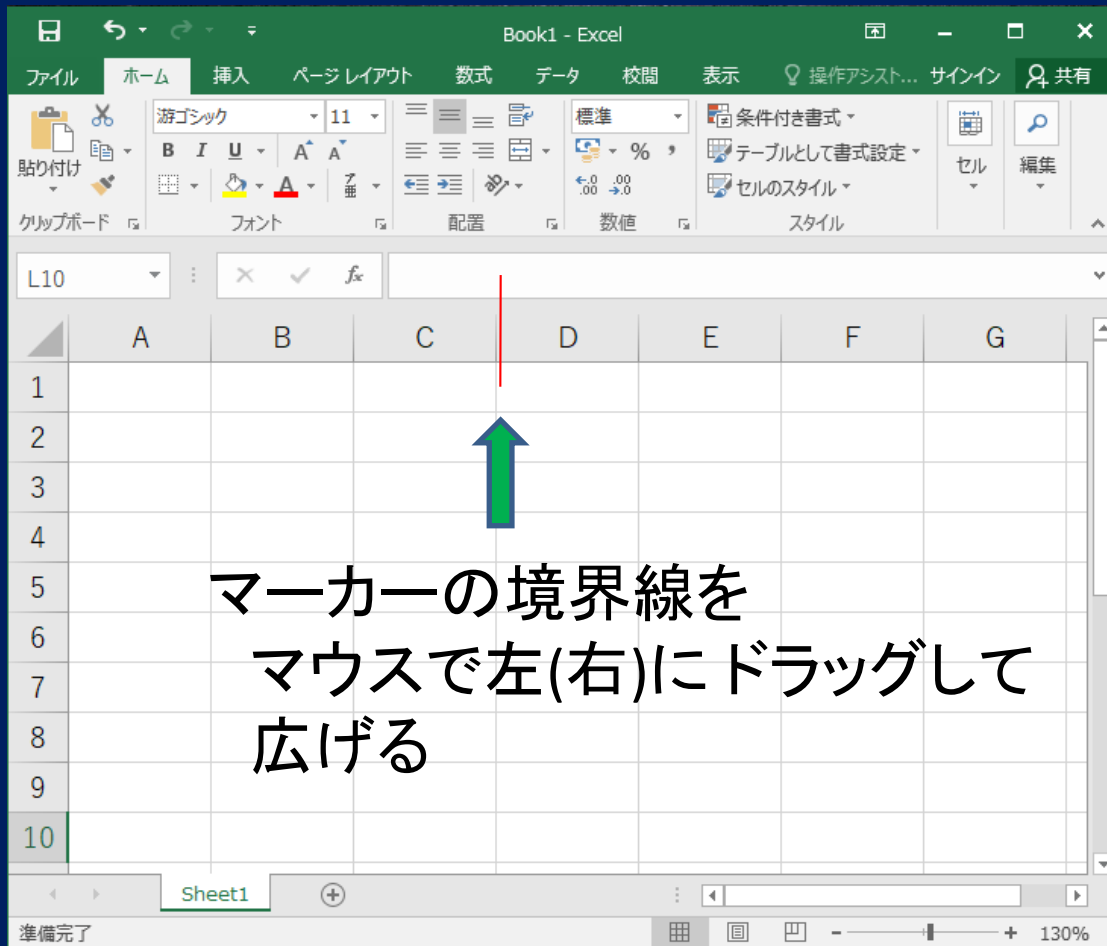 Book1 - Excel
ファイル ホーム 挿入 ページ レイアウト 数式 データ 校閲 表示 操作アシスト... サインイン 共有
貼り付け
クリップボード
游ゴシック 11
B I U A A
A ア亜
フォント
配置
標準
% ,
←.0 .00 .00 →.0
数値
条件付き書式
テーブルとして書式設定
セルのスタイル
スタイル
セル
編集
L10 fx
A B C D E F G
1
2
3
4
5
6
7
8
9
10
マーカーの境界線を
マウスで左(右)にドラッグして
広げる
Sheet1
準備完了 130%